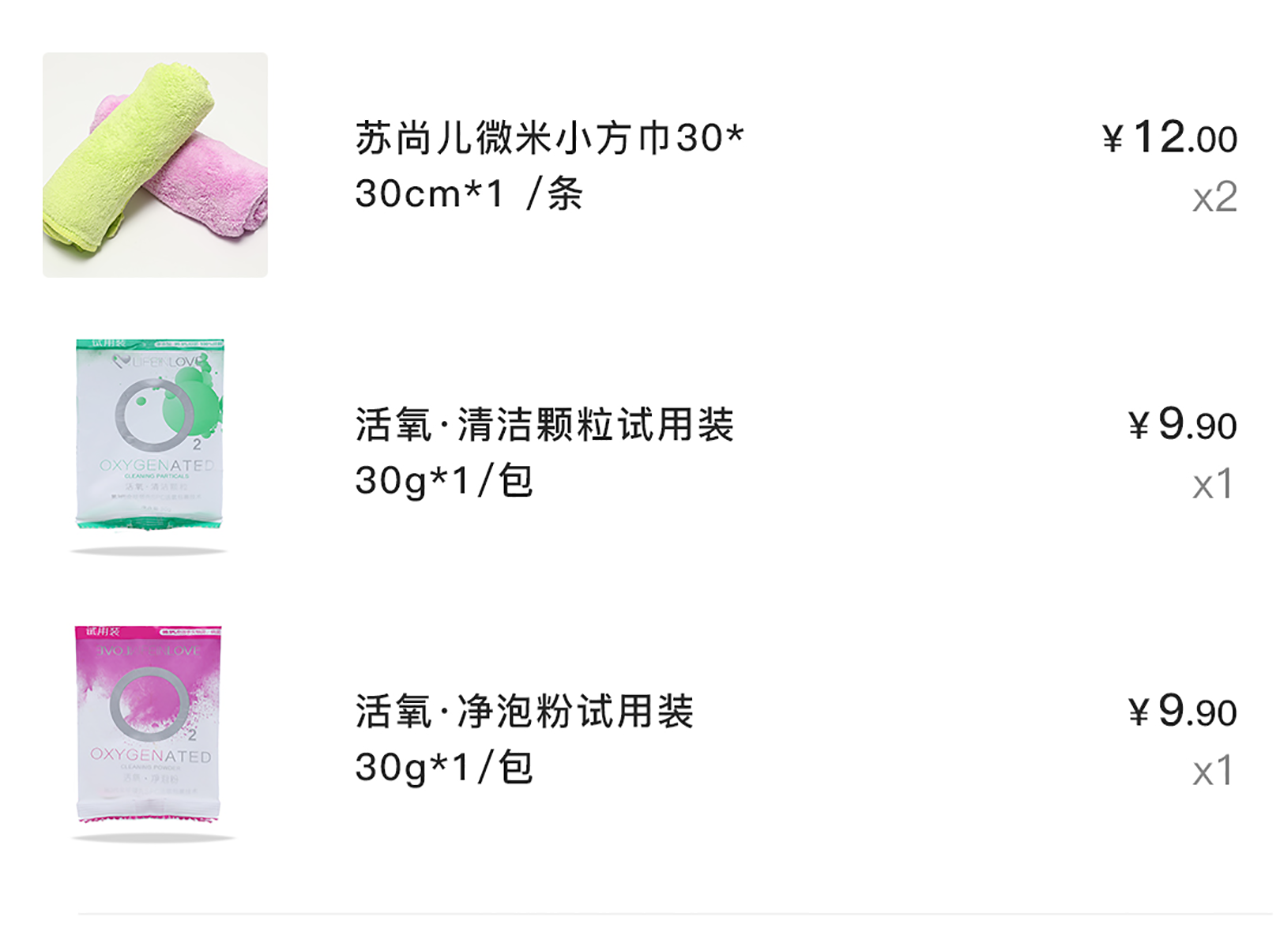 苏尚儿微米小方巾30*
¥12.00
30cm*1 /条
x2
试用装
LIFEINLOVE
2
OXYGENATED
CLEANING PARTICALS
活氧·清洁颗粒
活氧·清洁颗粒试用装
¥9.90
30g*1/包
x1
试用装
2
OXYGENATED
CLEANING POWDER
活氧·净泡粉
活氧·净泡粉试用装
¥9.90
30g*1/包
x1